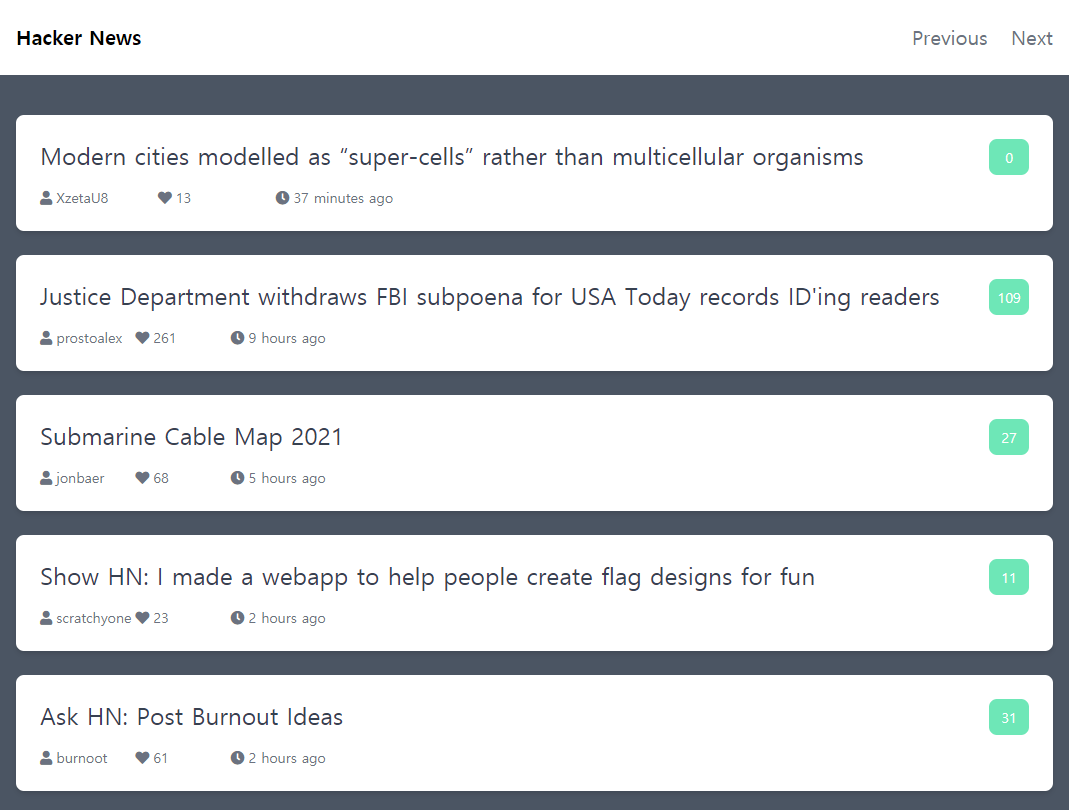 Hacker News Previous Next
Modern cities modelled as “super-cells” rather than multicellular organisms 0
XzetaU8 13 37 minutes ago
Justice Department withdraws FBI subpoena for USA Today records ID'ing readers 109
prostoalex 261 9 hours ago
Submarine Cable Map 2021 27
jonbaer 68 5 hours ago
Show HN: I made a webapp to help people create flag designs for fun 11
scratchyone 23 2 hours ago
Ask HN: Post Burnout Ideas 31
burnoot 61 2 hours ago